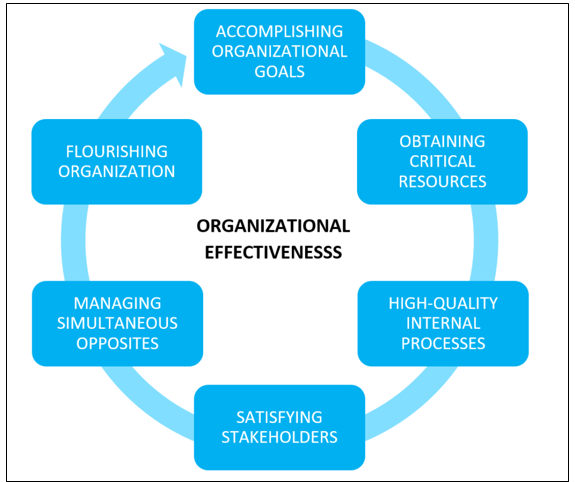 ACCOMPLISHING
ORGANIZATIONAL
GOALS
OBTAINING
CRITICAL
RESOURCES
HIGH-QUALITY
INTERNAL
PROCESSES
SATISFYING
STAKEHOLDERS
MANAGING
SIMULTANEOUS
OPPOSITES
FLOURISHING
ORGANIZATION
ORGANIZATIONAL
EFFECTIVENESSS